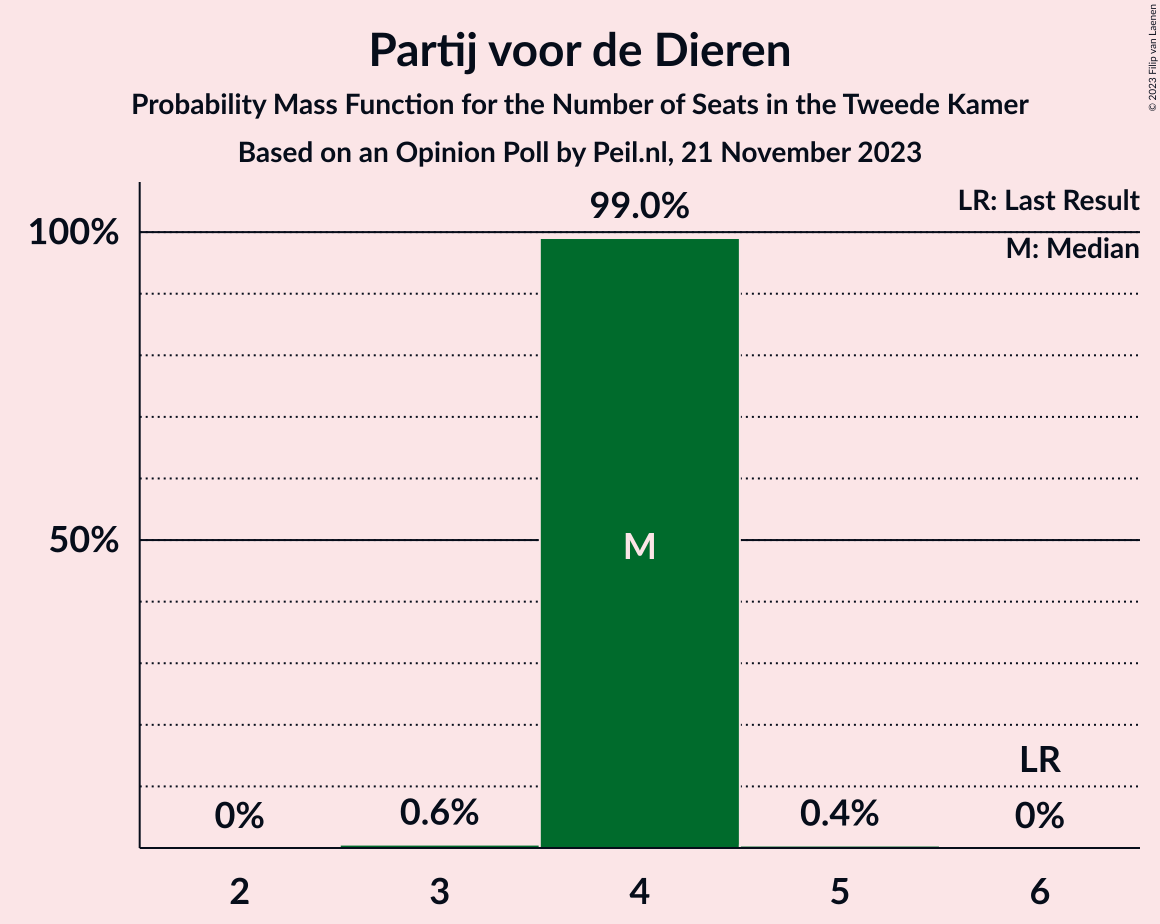 Partij voor de Dieren
Probability Mass Function for the Number of Seats in the Tweede Kamer
Based on an Opinion Poll by Peil.nl, 21 November 2023
© 2023 Filip van Laenen
LR: Last Result
M: Median
99.0%
100%
50%
M
LR
0%
0.6%
0.4%
0%
2
3
4
5
6